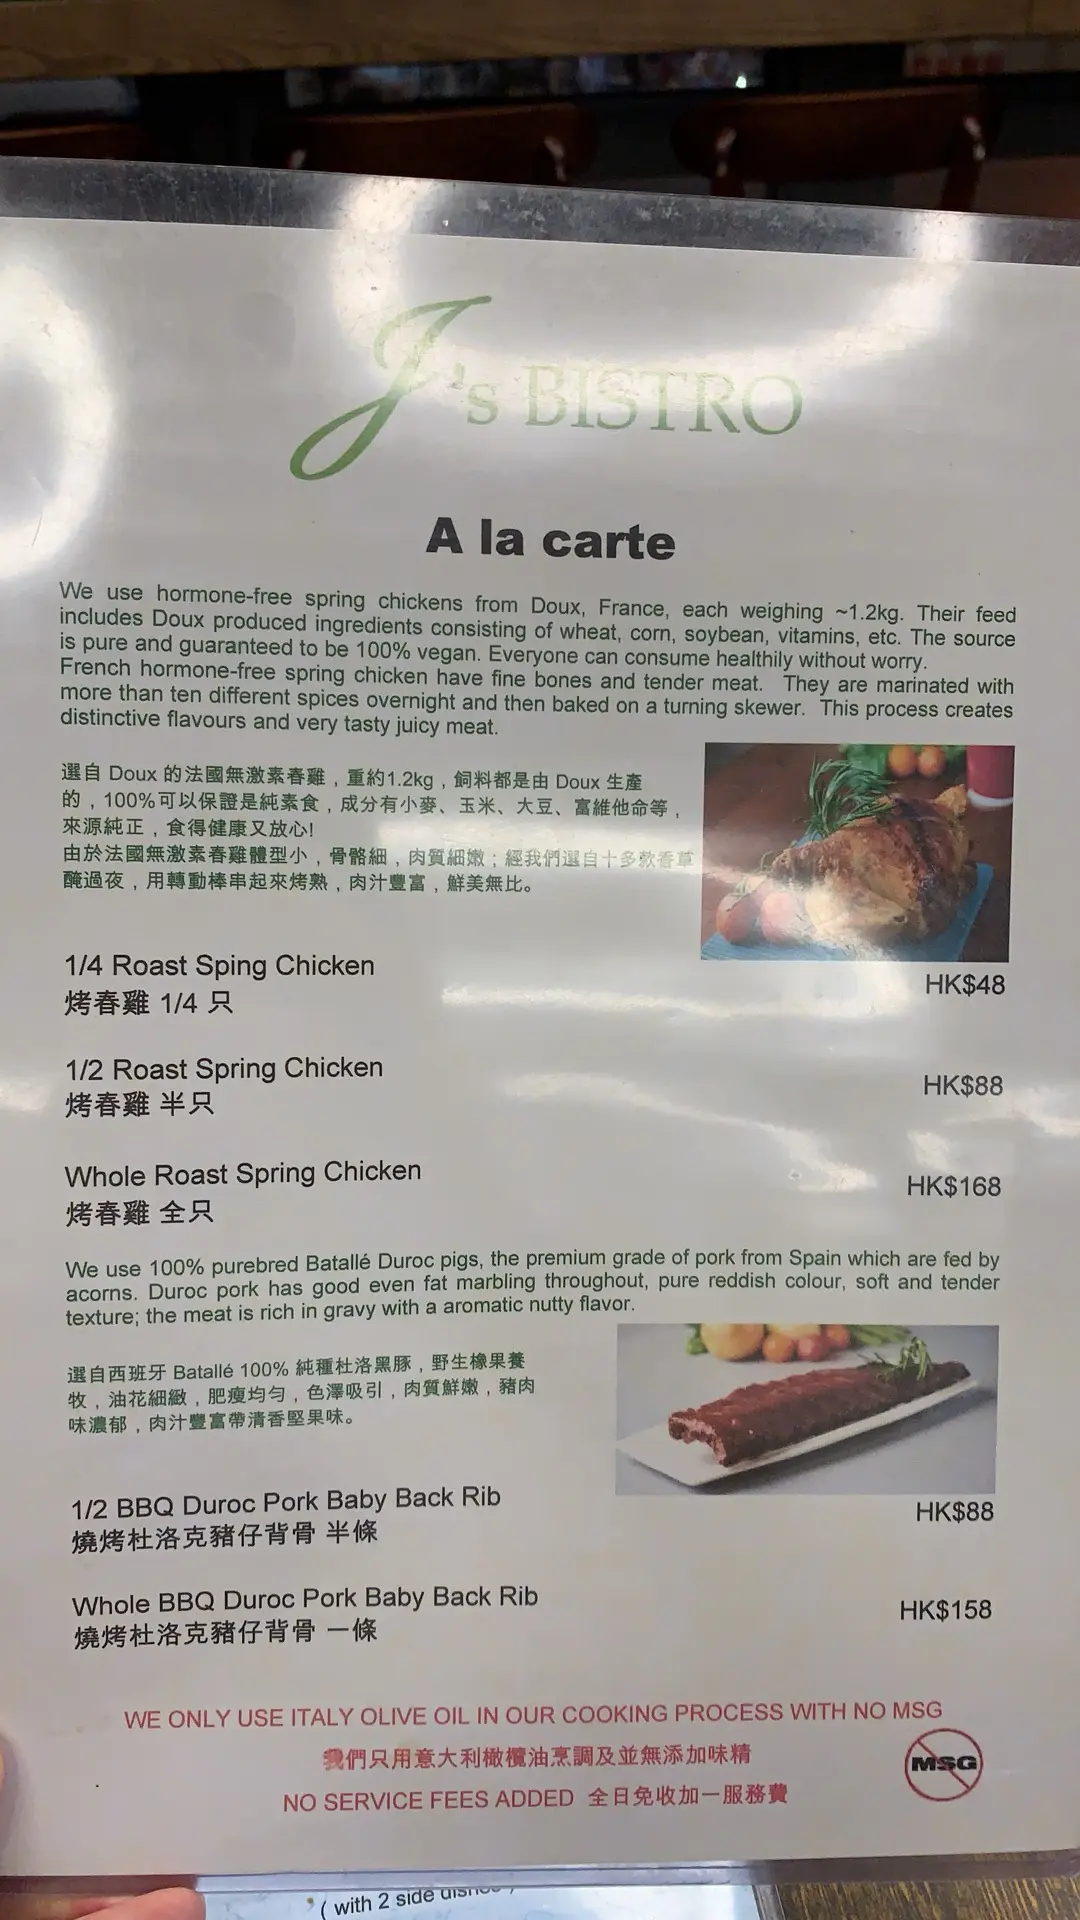 J's BISTRO
A la carte
We use hormone-free spring chickens from Doux, France, each weighing ~1.2kg. Their feed
includes Doux produced ingredients consisting of wheat, corn, soybean, vitamins, etc. The source
is pure and guaranteed to be 100% vegan. Everyone can consume healthily without worry.
French hormone-free spring chicken have fine bones and tender meat. They are marinated with
more than ten different spices overnight and then baked on a turning skewer. This process creates
distinctive flavours and very tasty juicy meat.
選自 Doux 的法國無激素春雞，重約1.2kg，飼料都是由 Doux 生產
的，100%可以保證是純素食，成分有小麥、玉米、大豆、富維他命等，
來源純正，食得健康又放心!
由於法國無激素春雞體型小，骨骼細，肉質細嫩；經我們選自十多款香草
醃過夜，用轉動棒串起來烤熟，肉汁豐富，鮮美無比。
1/4 Roast Sping Chicken
烤春雞 1/4 只
HK$48
1/2 Roast Spring Chicken
烤春雞 半只
HK$88
Whole Roast Spring Chicken
烤春雞 全只
HK$168
We use 100% purebred Batallé Duroc pigs, the premium grade of pork from Spain which are fed by
acorns. Duroc pork has good even fat marbling throughout, pure reddish colour, soft and tender
texture; the meat is rich in gravy with a aromatic nutty flavor.
選自西班牙 Batallé 100% 純種杜洛黑豚，野生橡果養
牧，油花細緻，肥瘦均勻，色澤吸引，肉質鮮嫩，豬肉
味濃郁，肉汁豐富帶清香堅果味。
1/2 BBQ Duroc Pork Baby Back Rib
燒烤杜洛克豬仔背骨 半條
HK$88
Whole BBQ Duroc Pork Baby Back Rib
燒烤杜洛克豬仔背骨 一條
HK$158
WE ONLY USE ITALY OLIVE OIL IN OUR COOKING PROCESS WITH NO MSG
我們只用意大利橄欖油烹調及並無添加味精
MSG
NO SERVICE FEES ADDED 全日免收加一服務費
( with 2 side dishes